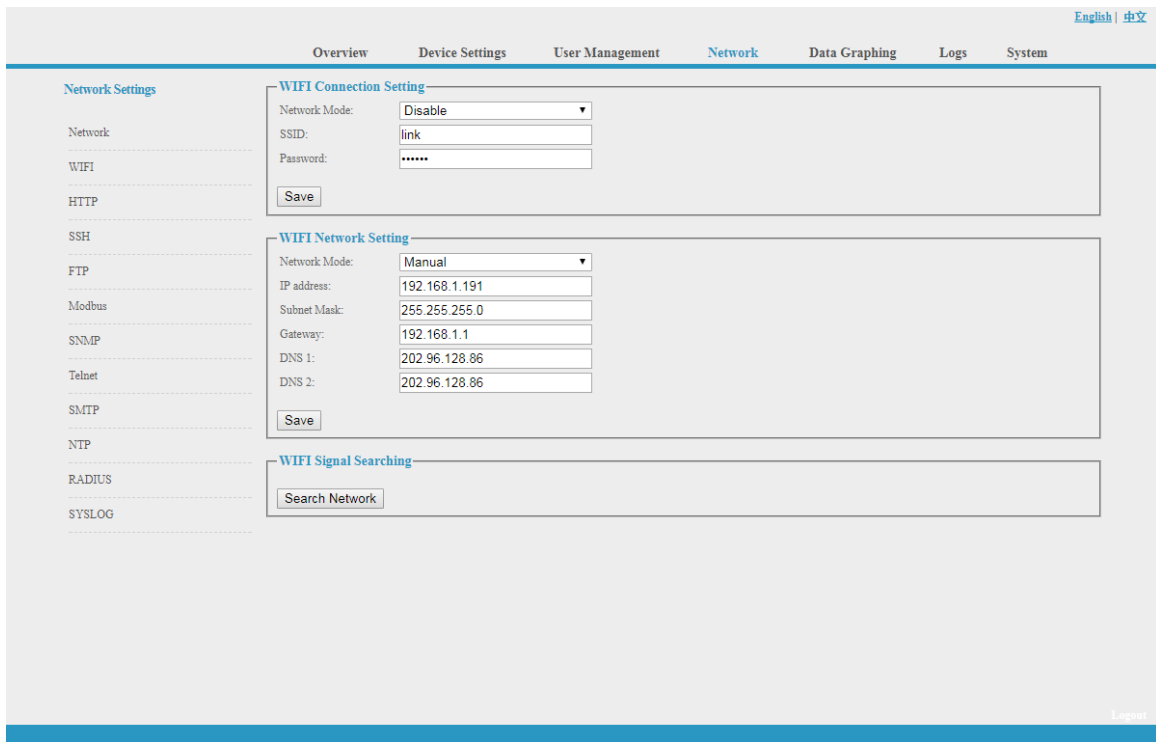 English | 中文
Overview Device Settings User Management Network Data Graphing Logs System
Network Settings
Network
WIFI
HTTP
SSH
FTP
Modbus
SNMP
Telnet
SMTP
NTP
RADIUS
SYSLOG
WIFI Connection Setting
Network Mode: Disable
SSID: link
Password: ••••••
Save
WIFI Network Setting
Network Mode: Manual
IP address: 192.168.1.191
Subnet Mask: 255.255.255.0
Gateway: 192.168.1.1
DNS 1: 202.96.128.86
DNS 2: 202.96.128.86
Save
WIFI Signal Searching
Search Network
Logout